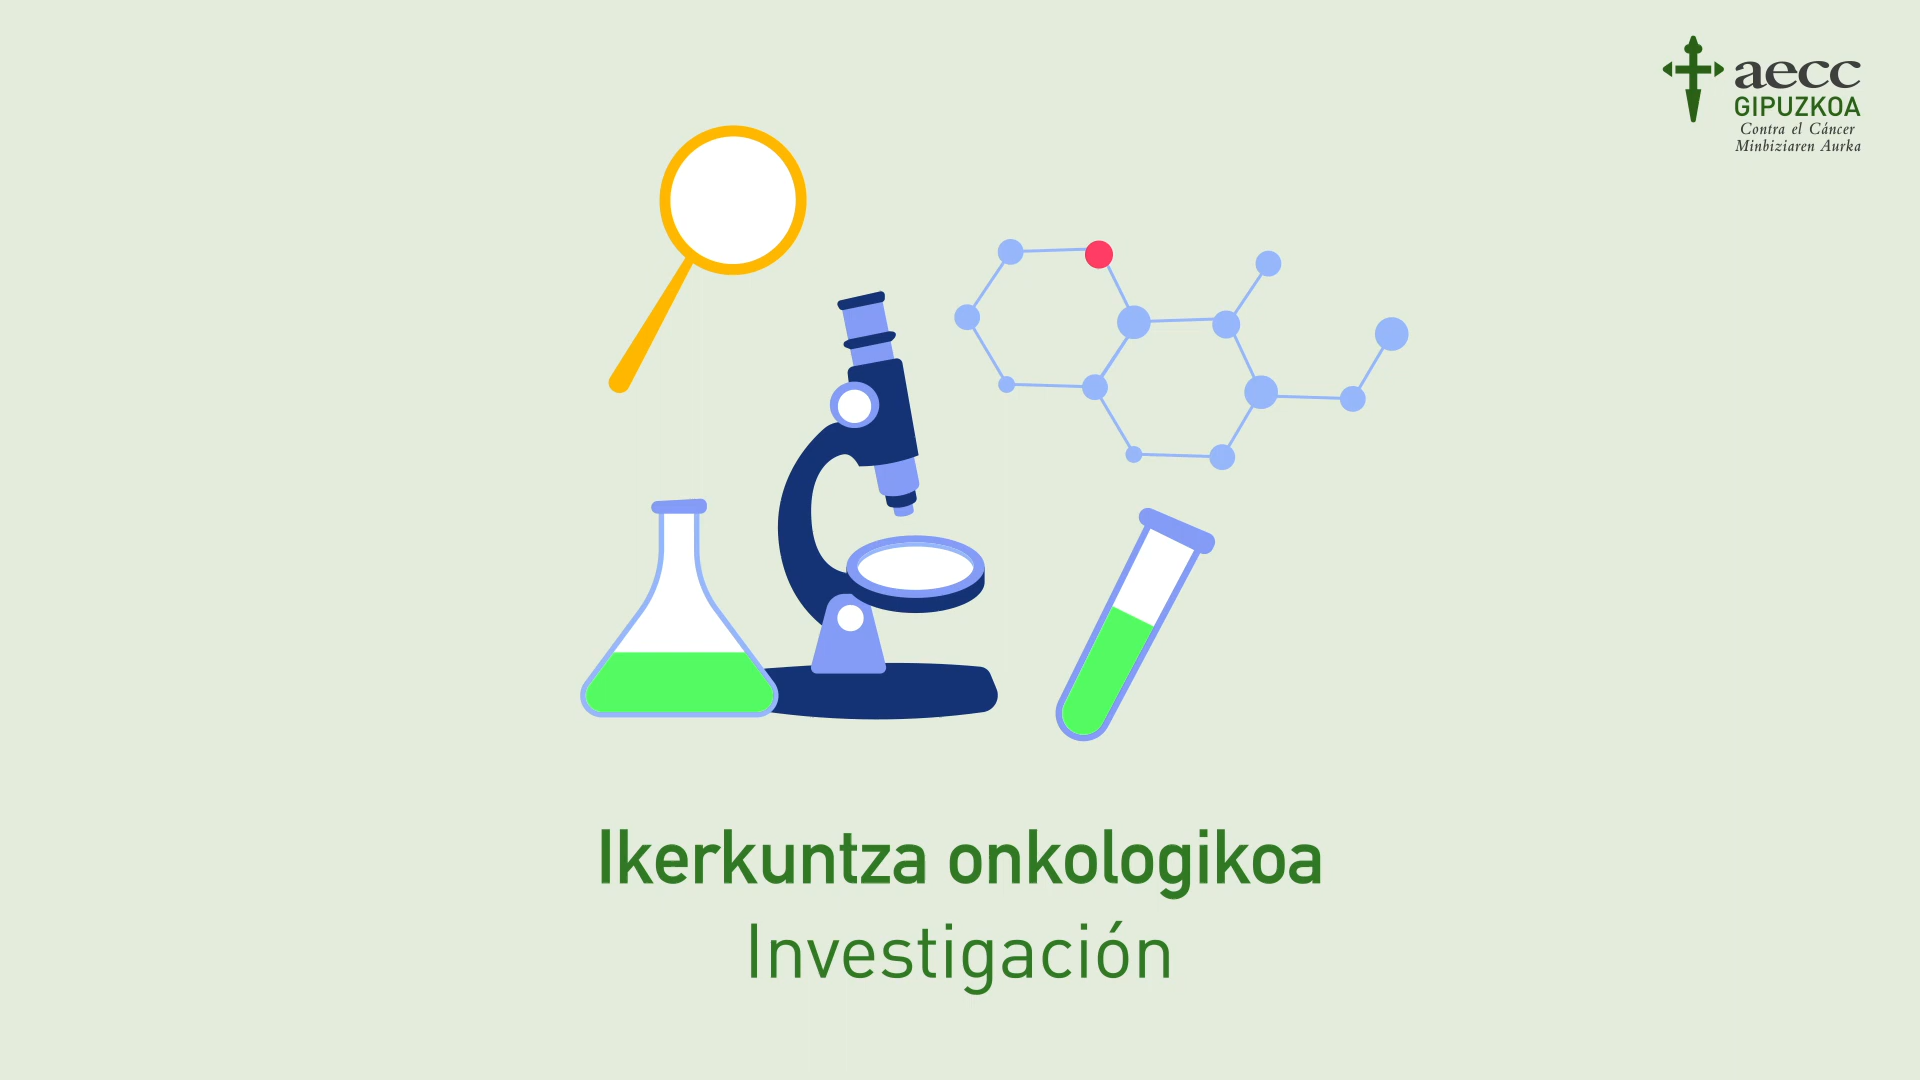 aecc
GIPUZKOA
Contra el Cáncer
Minbiziaren Aurka
Ikerkuntza onkologikoa
Investigación